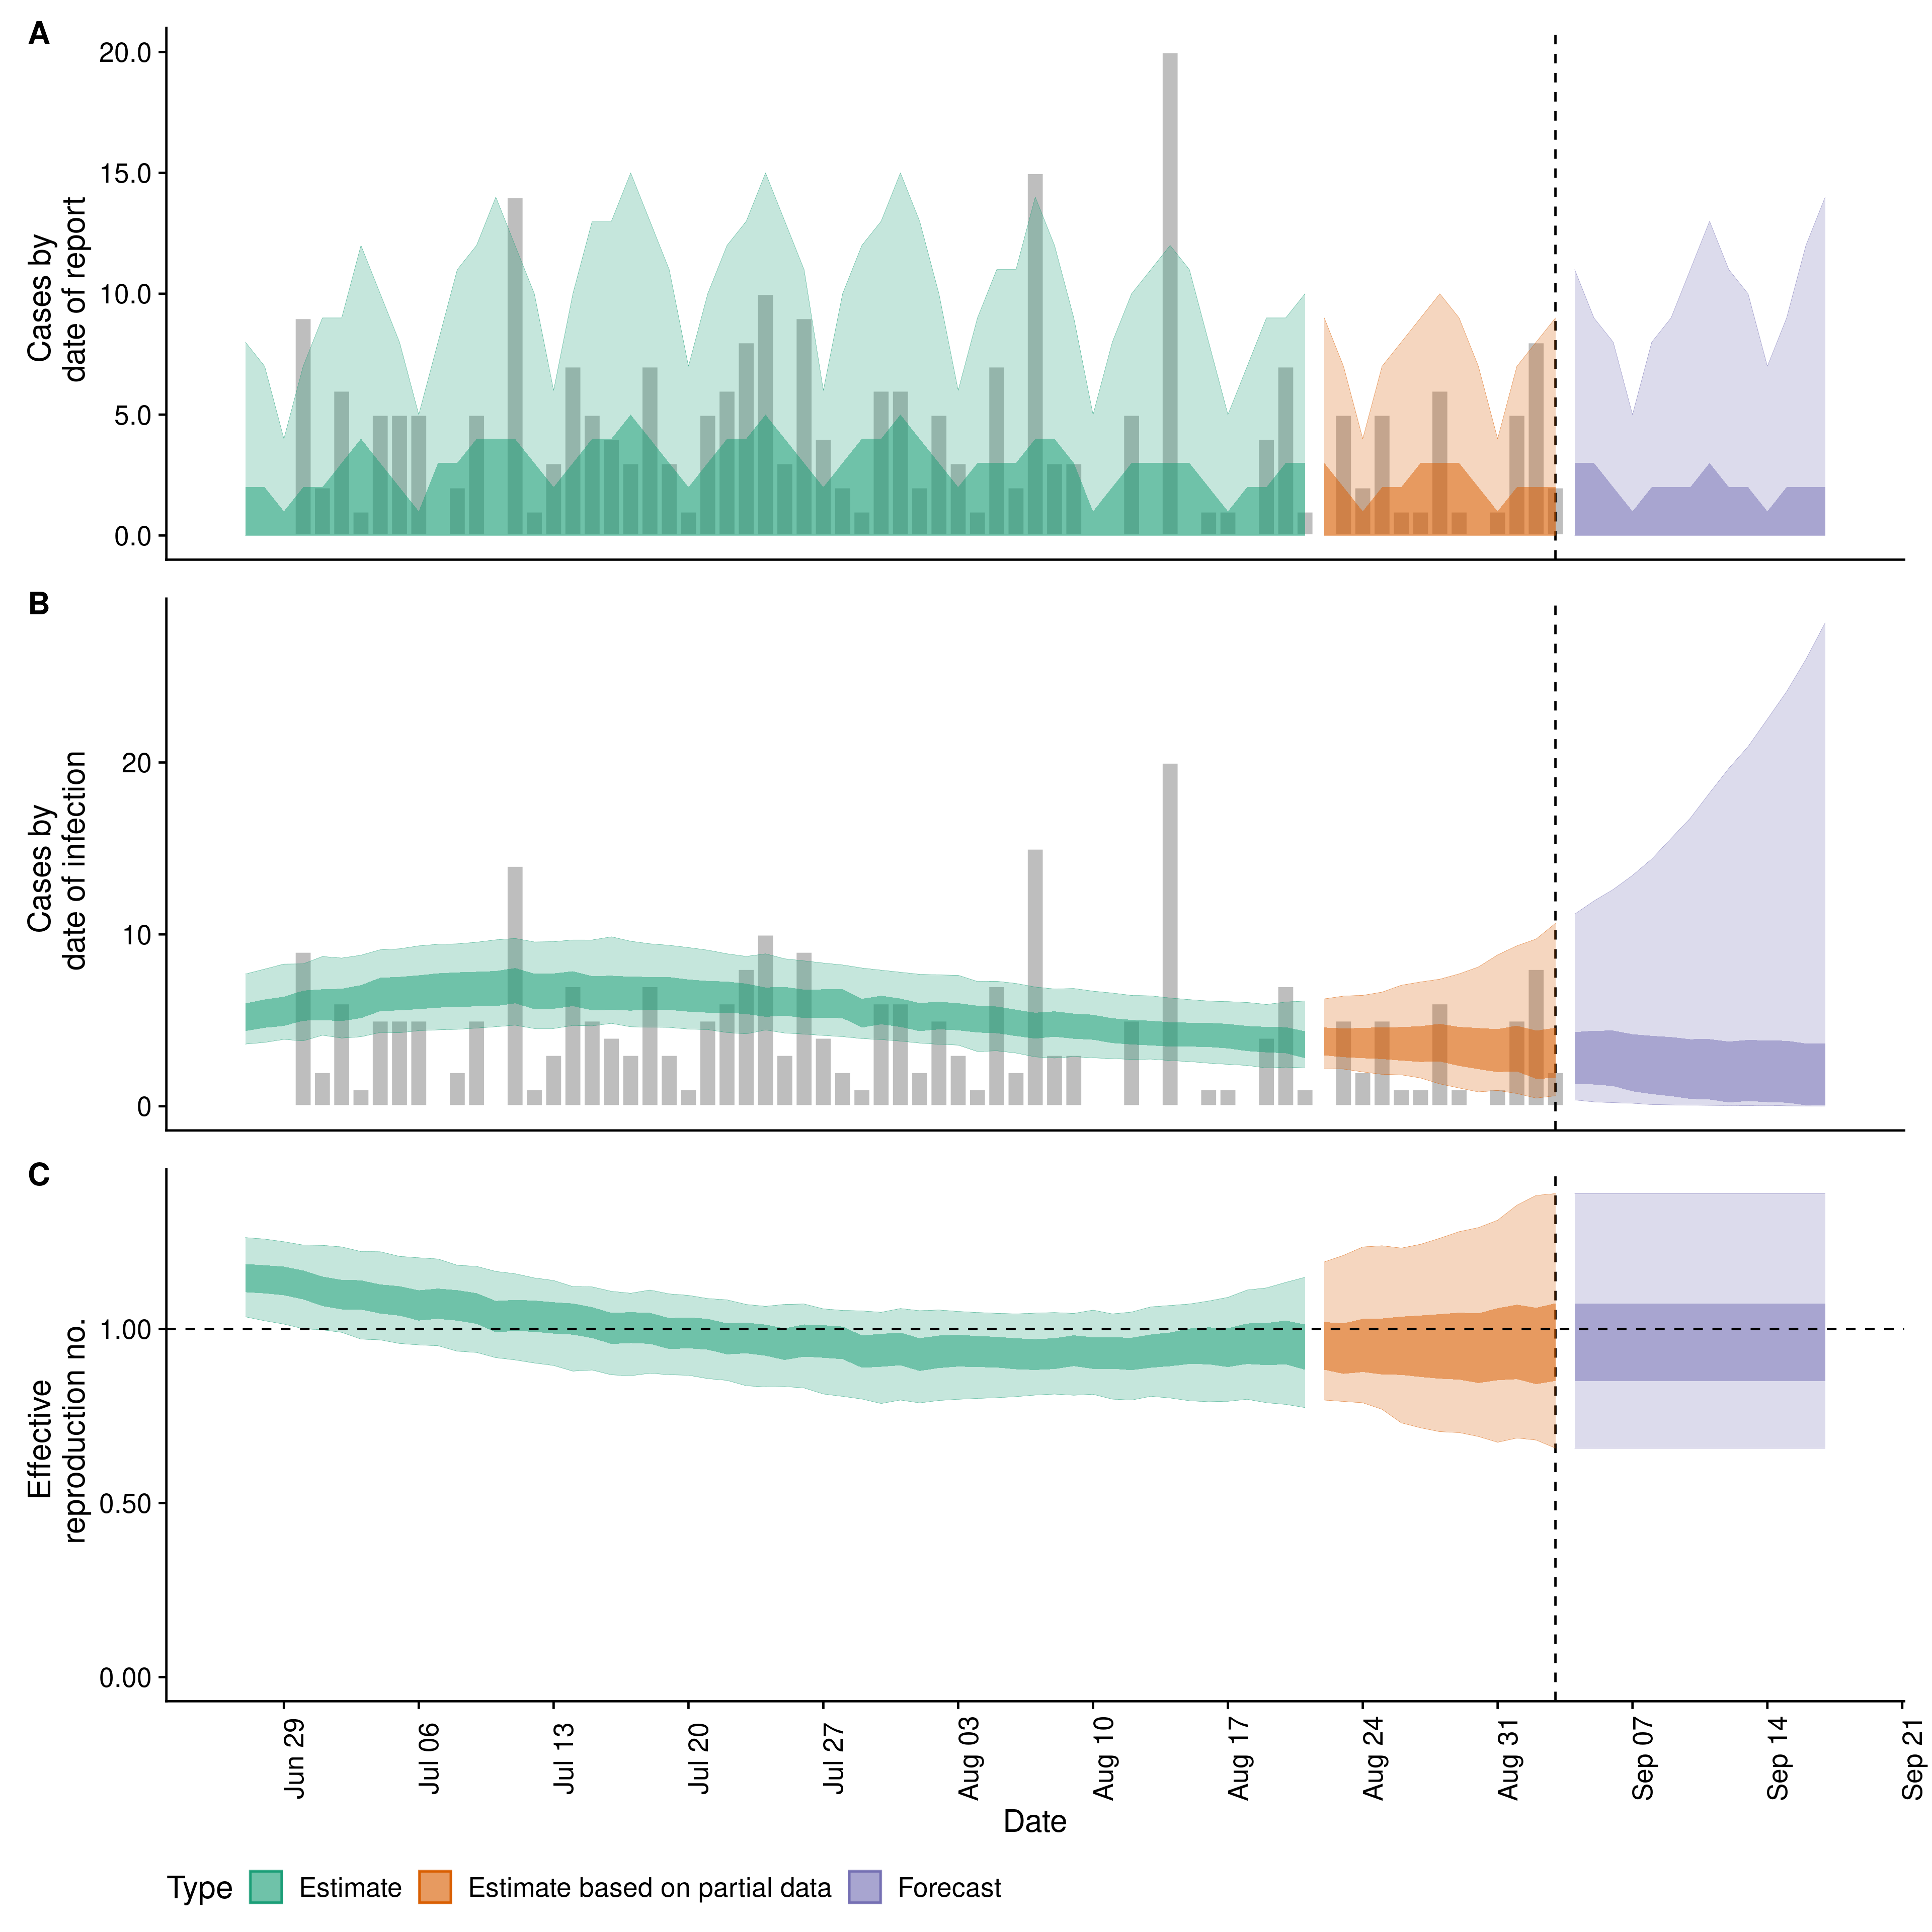 A
20.0
15.0
10.0
5.0
0.0
Cases by
date of report
B
20
10
0
Cases by
date of infection
C
1.00
0.50
0.00
Effective
reproduction no.
Jun 29
Jul 06
Jul 13
Jul 20
Jul 27
Aug 03
Aug 10
Aug 17
Aug 24
Aug 31
Sep 07
Sep 14
Sep 21
Date
Type Estimate Estimate based on partial data Forecast